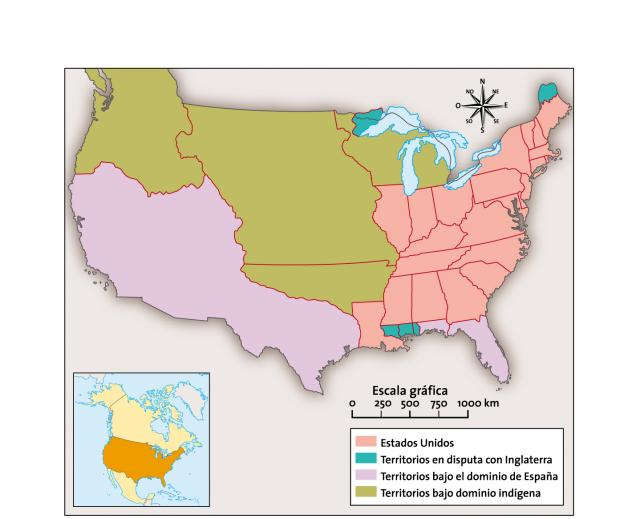 N
NO NE
O E
SO SE
S
Escala gráfica
0 250 500 750 1000 km
Estados Unidos
Territorios en disputa con Inglaterra
Territorios bajo el dominio de España
Territorios bajo dominio indígena